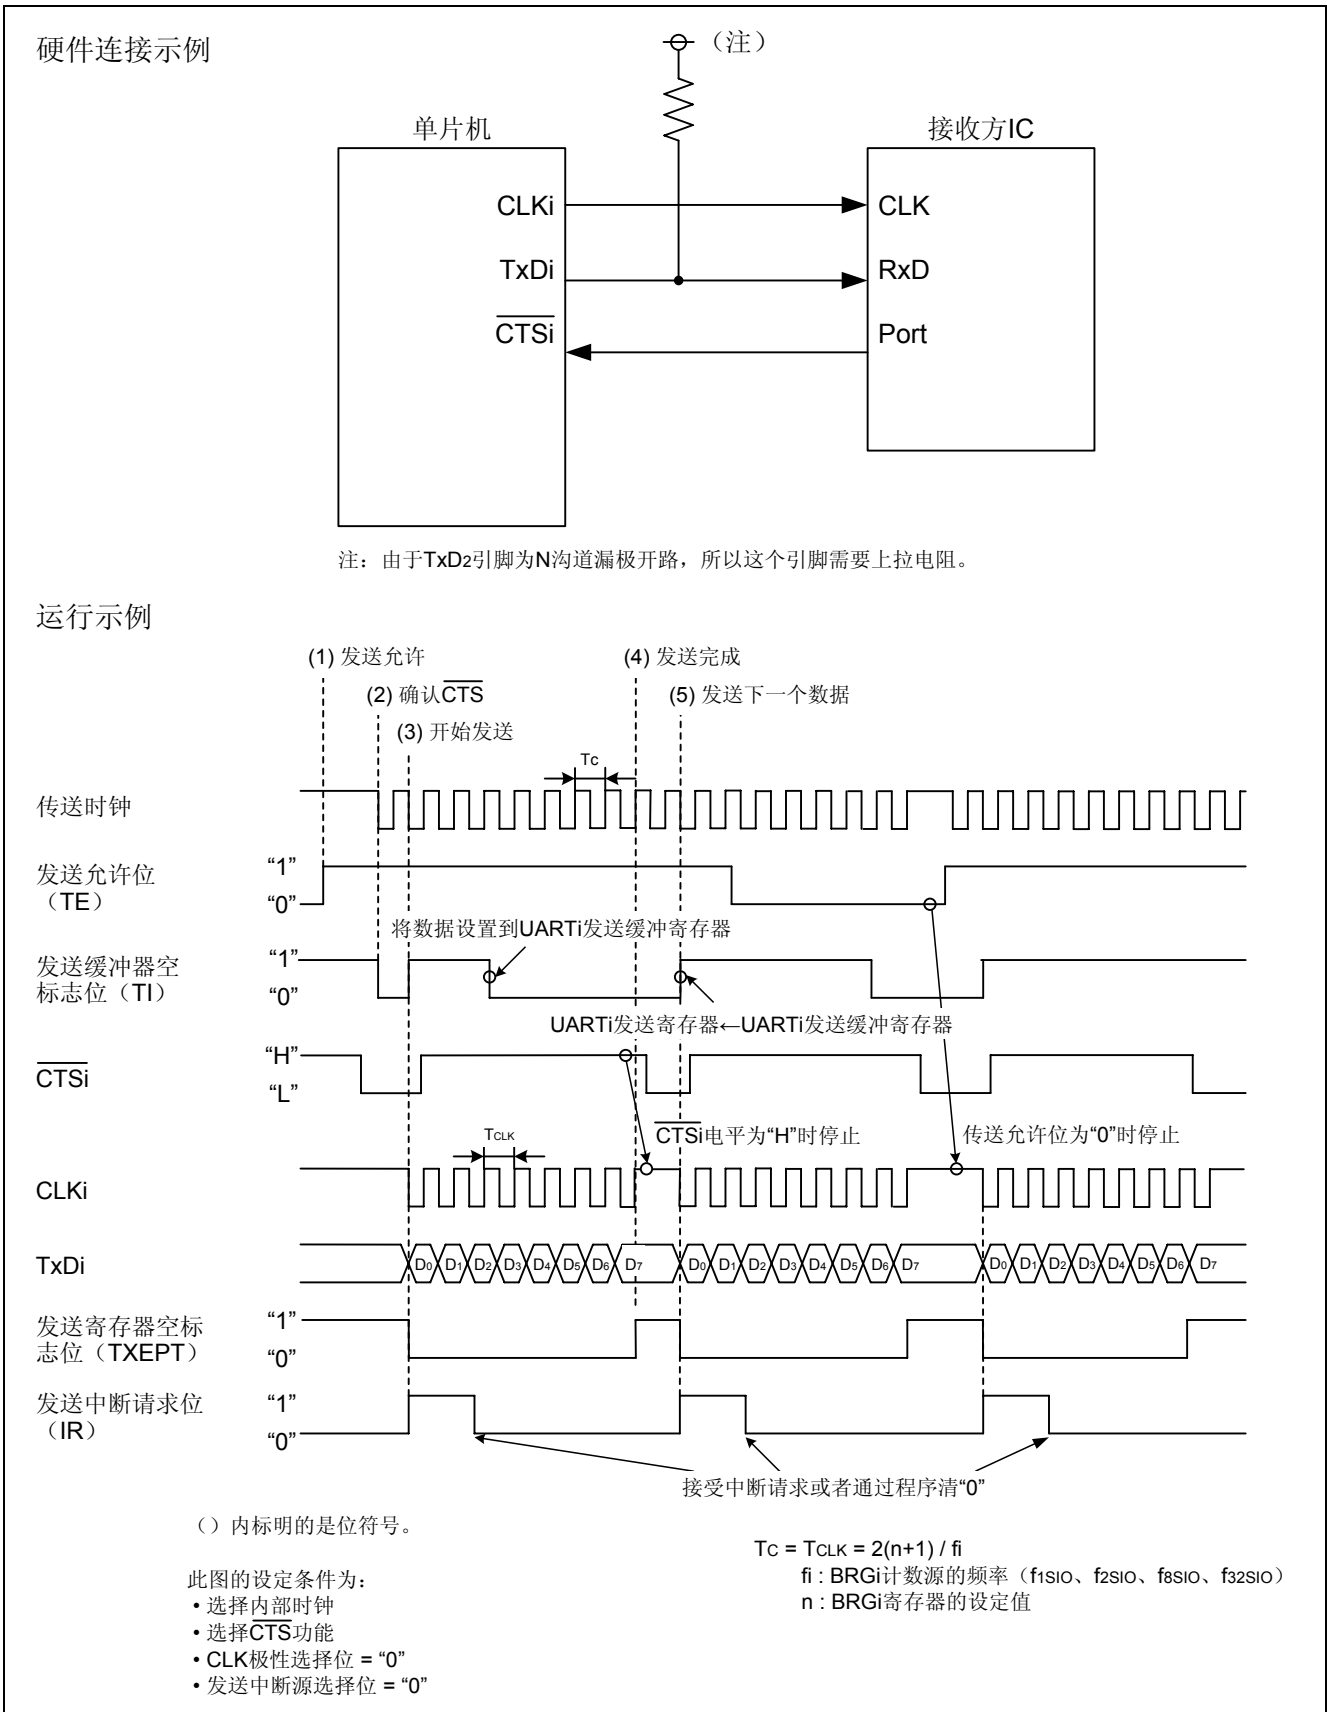 硬件连接示例
（注）
单片机
接收方IC
CLKi
CLK
TxDi
RxD
CTSi
Port
注：由于TxD2引脚为N沟道漏极开路，所以这个引脚需要上拉电阻。
运行示例
(1) 发送允许
(4) 发送完成
(2) 确认CTS
(5) 发送下一个数据
(3) 开始发送
Tc
传送时钟
发送允许位
（TE）
“1”
“0”
将数据设置到UARTi发送缓冲寄存器
发送缓冲器空
标志位（TI）
“1”
“0”
UARTi发送寄存器←UARTi发送缓冲寄存器
CTSi
“H”
“L”
TCLK
CTSi电平为“H”时停止
传送允许位为“0”时停止
CLKi
TxDi
D0 D1 D2 D3 D4 D5 D6 D7 D0 D1 D2 D3 D4 D5 D6 D7 D0 D1 D2 D3 D4 D5 D6 D7
发送寄存器空标
志位（TXEPT）
“1”
“0”
发送中断请求位
（IR）
“1”
“0”
接受中断请求或者通过程序清“0”
（）内标明的是位符号。
TC = TCLK = 2(n+1) / fi
fi : BRGi计数源的频率（f1SIO、f2SIO、f8SIO、f32SIO）
n : BRGi寄存器的设定值
此图的设定条件为：
• 选择内部时钟
• 选择CTS功能
• CLK极性选择位 = “0”
• 发送中断源选择位 = “0”